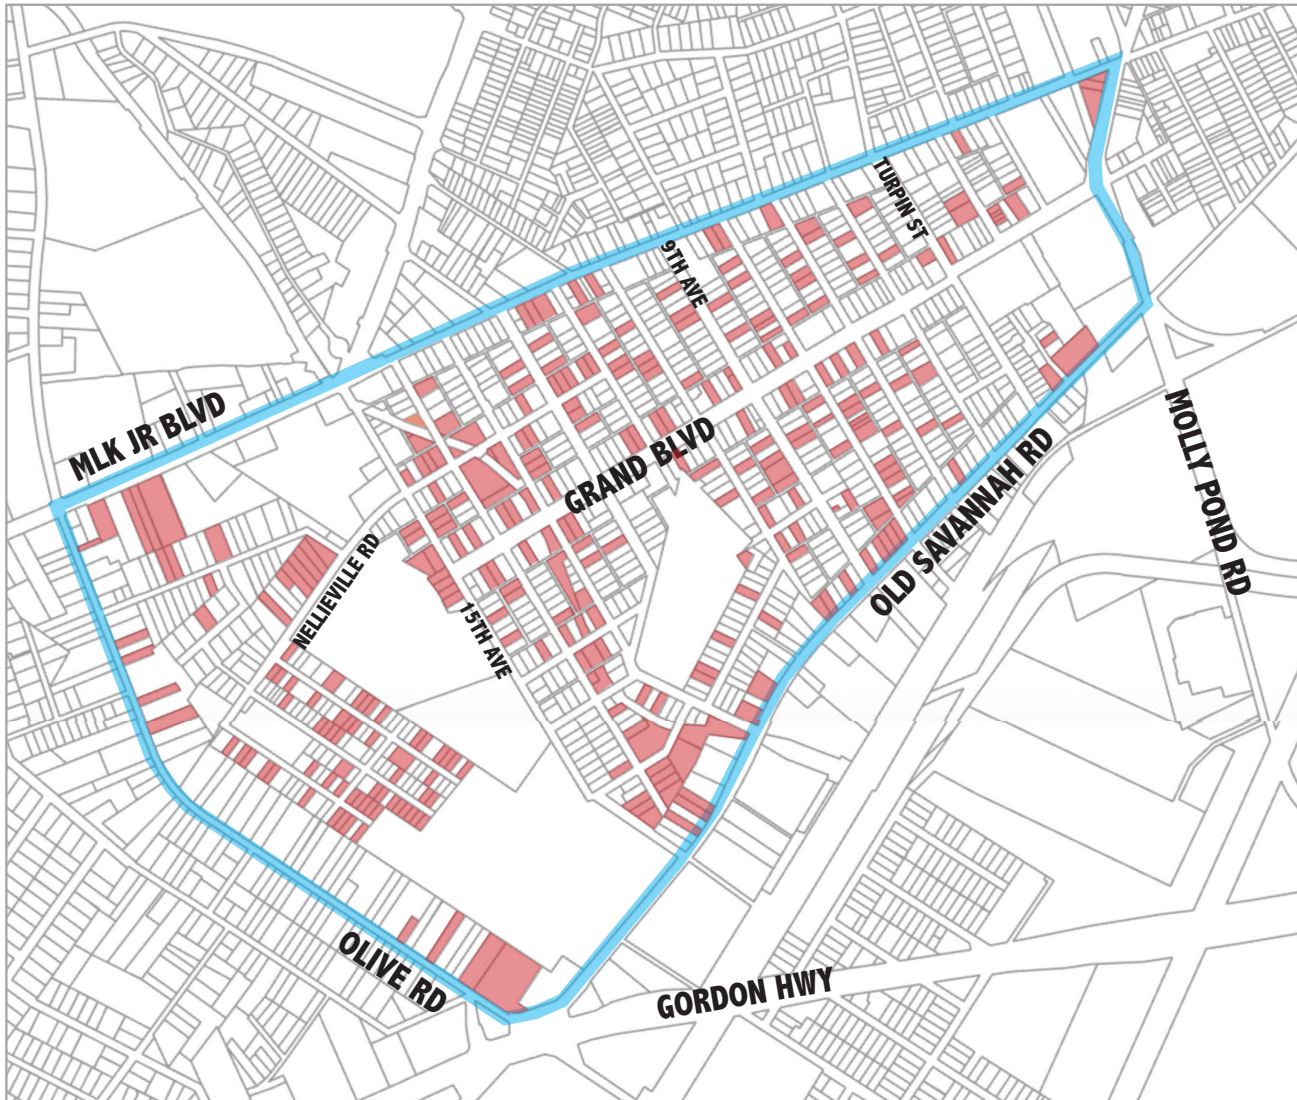 TURPIN ST
9TH AVE
MLK JR BLVD
GRAND BLVD
MOLLY POND RD
OLD SAVANNAH RD
NELLIEVILLE RD
15TH AVE
OLIVE RD
GORDON HWY